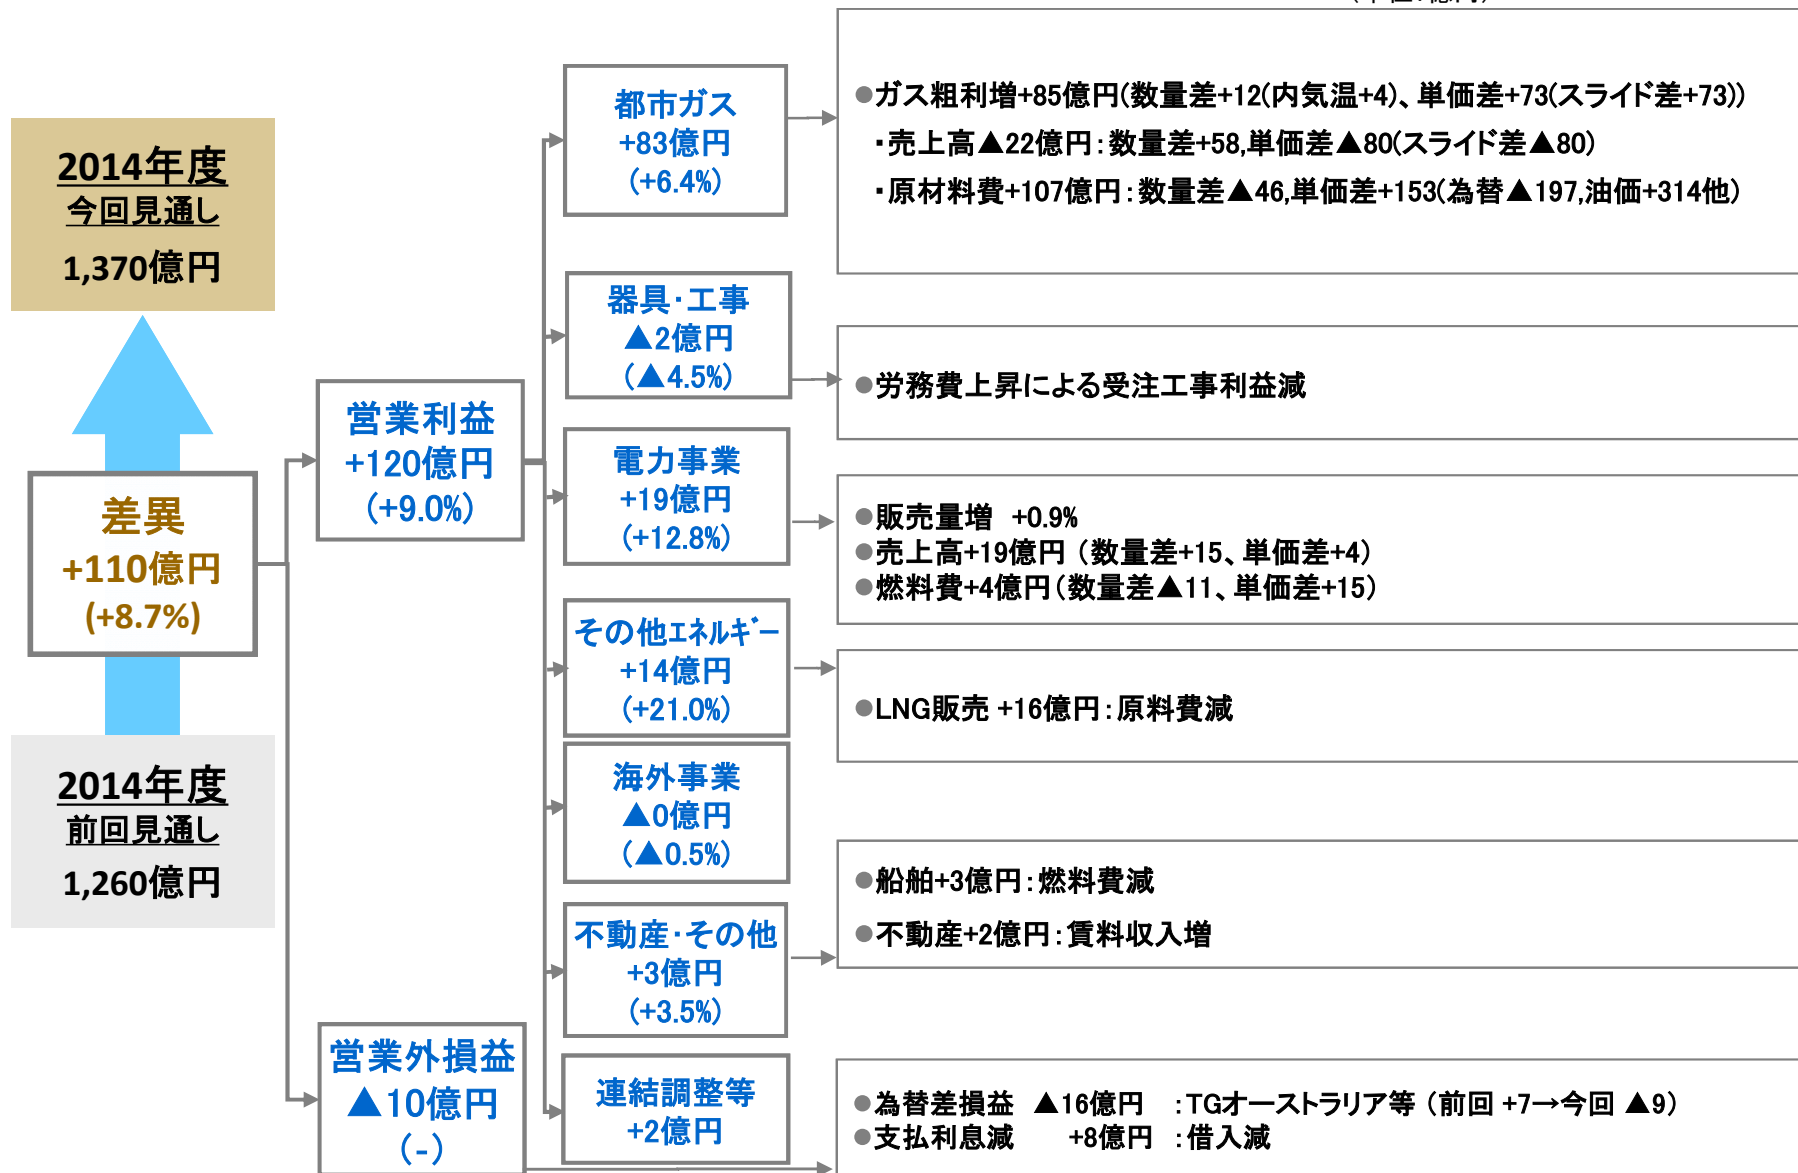 2014年度
今回見通し
1,370億円
差異
+110億円
(+8.7%)
2014年度
前回見通し
1,260億円
営業利益
+120億円
(+9.0%)
営業外損益
▲10億円
(-)
都市ガス
+83億円
(+6.4%)
器具・工事
▲2億円
(▲4.5%)
電力事業
+19億円
(+12.8%)
その他エネルギー
+14億円
(+21.0%)
海外事業
▲0億円
(▲0.5%)
不動産・その他
+3億円
(+3.5%)
連結調整等
+2億円
●ガス粗利増+85億円(数量差+12(内気温+4)、単価差+73(スライド差+73))
・売上高▲22億円：数量差+58,単価差▲80(スライド差▲80)
・原材料費+107億円：数量差▲46,単価差+153(為替▲197,油価+314他)
●労務費上昇による受注工事利益減
●販売量増 +0.9%
●売上高+19億円（数量差+15、単価差+4）
●燃料費+4億円（数量差▲11、単価差+15）
●LNG販売 +16億円：原料費減
●船舶+3億円：燃料費減
●不動産+2億円：賃料収入増
●為替差損益 ▲16億円 ：TGオーストラリア等（前回 +7→今回 ▲9）
●支払利息減 +8億円 ：借入減